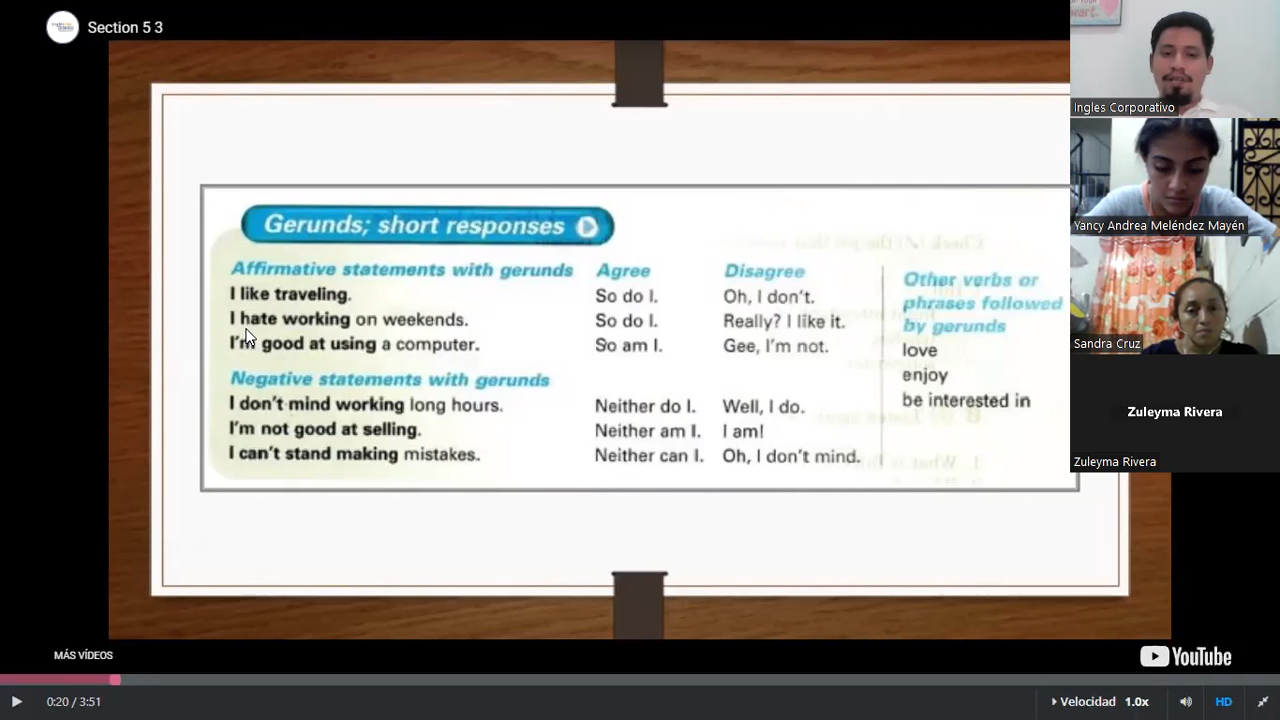 Section 5 3
Gerunds; short responses
Affirmative statements with gerunds Agree Disagree
I like traveling. So do I. Oh, I don't.
I hate working on weekends. So do I. Really? I like it.
I'm good at using a computer. So am I. Gee, I'm not.
Negative statements with gerunds
I don't mind working long hours. Neither do I. Well, I do.
I'm not good at selling. Neither am I. I am!
I can't stand making mistakes. Neither can I. Oh, I don't mind.
Other verbs or
phrases followed
by gerunds
love
enjoy
be interested in
heart.
Ingles Corporativo
Yancy Andrea Meléndez Mayén
Sandra Cruz
Zuleyma Rivera
Zuleyma Rivera
MÁS VÍDEOS
YouTube
0:20 / 3:51
Velocidad 1.0x
HD